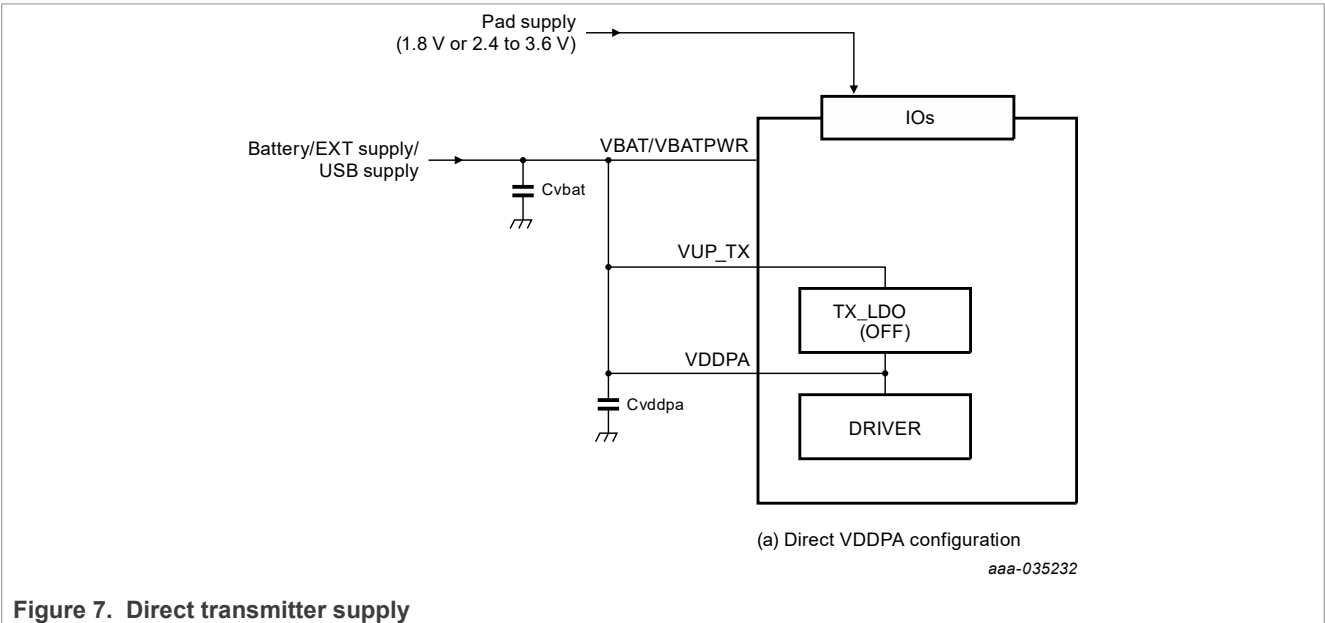 Pad supply
(1.8 V or 2.4 to 3.6 V)
IOs
Battery/EXT supply/
USB supply
VBAT/VBATPWR
Cvbat
VUP_TX
TX_LDO
(OFF)
VDDPA
Cvddpa
DRIVER
(a) Direct VDDPA configuration
aaa-035232
Figure 7. Direct transmitter supply